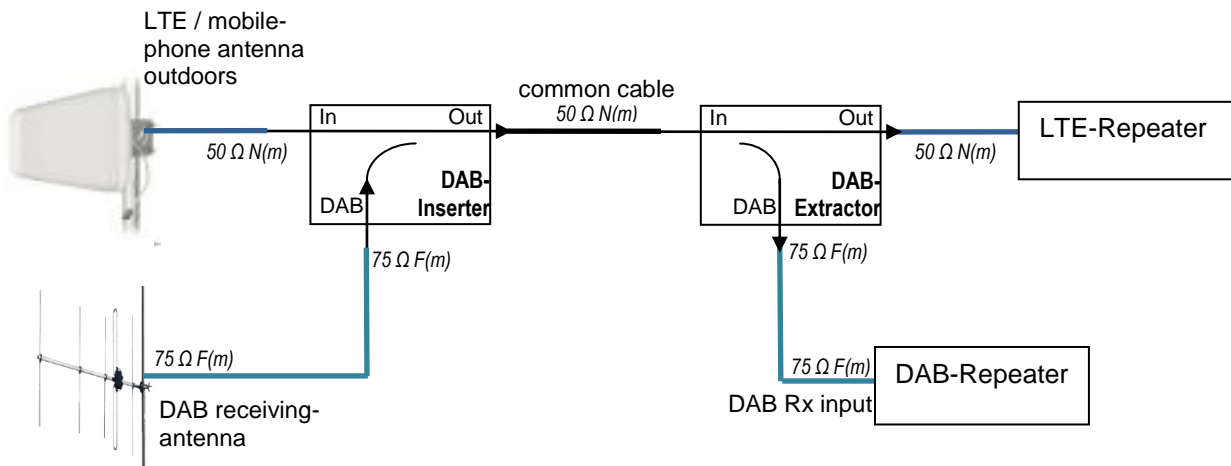 LTE / mobile-
phone antenna
outdoors
50 Ω N(m)
In
Out
DAB
DAB-
Inserter
common cable
50 Ω N(m)
In
Out
DAB
DAB-
Extractor
50 Ω N(m)
LTE-Repeater
75 Ω F(m)
75 Ω F(m)
75 Ω F(m)
DAB receiving-
antenna
75 Ω F(m)
DAB Rx input
DAB-Repeater